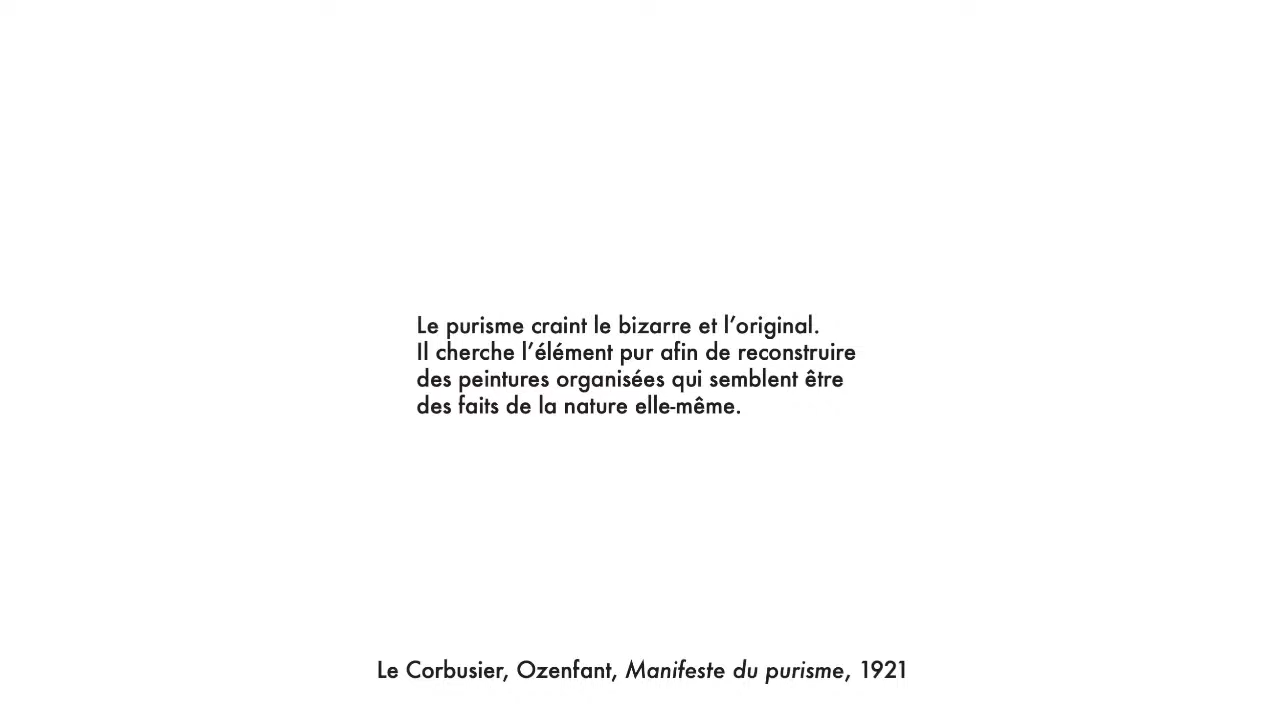 Le purisme craint le bizarre et l’original.
Il cherche l’élément pur afin de reconstruire
des peintures organisées qui semblent être
des faits de la nature elle-même.
Le Corbusier, Ozenfant, Manifeste du purisme, 1921